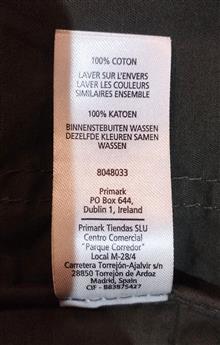 100% COTON
LAVER SUR L'ENVERS
LAVER LES COULEURS
SIMILAIRES ENSEMBLE
100% KATOEN
BINNENSTEBUITEN WASSEN
DEZELFDE KLEUREN SAMEN
WASSEN
8048033
Primark
PO Box 644,
Dublin 1, Ireland
Primark Tiendas SLU
Centro Comercial
"Parque Corredor"
Local M-28/4
Carretera Torrejón-Ajalvir s/n
28850 Torrejón de Ardoz
Madrid, Spain
CIF - B83875427